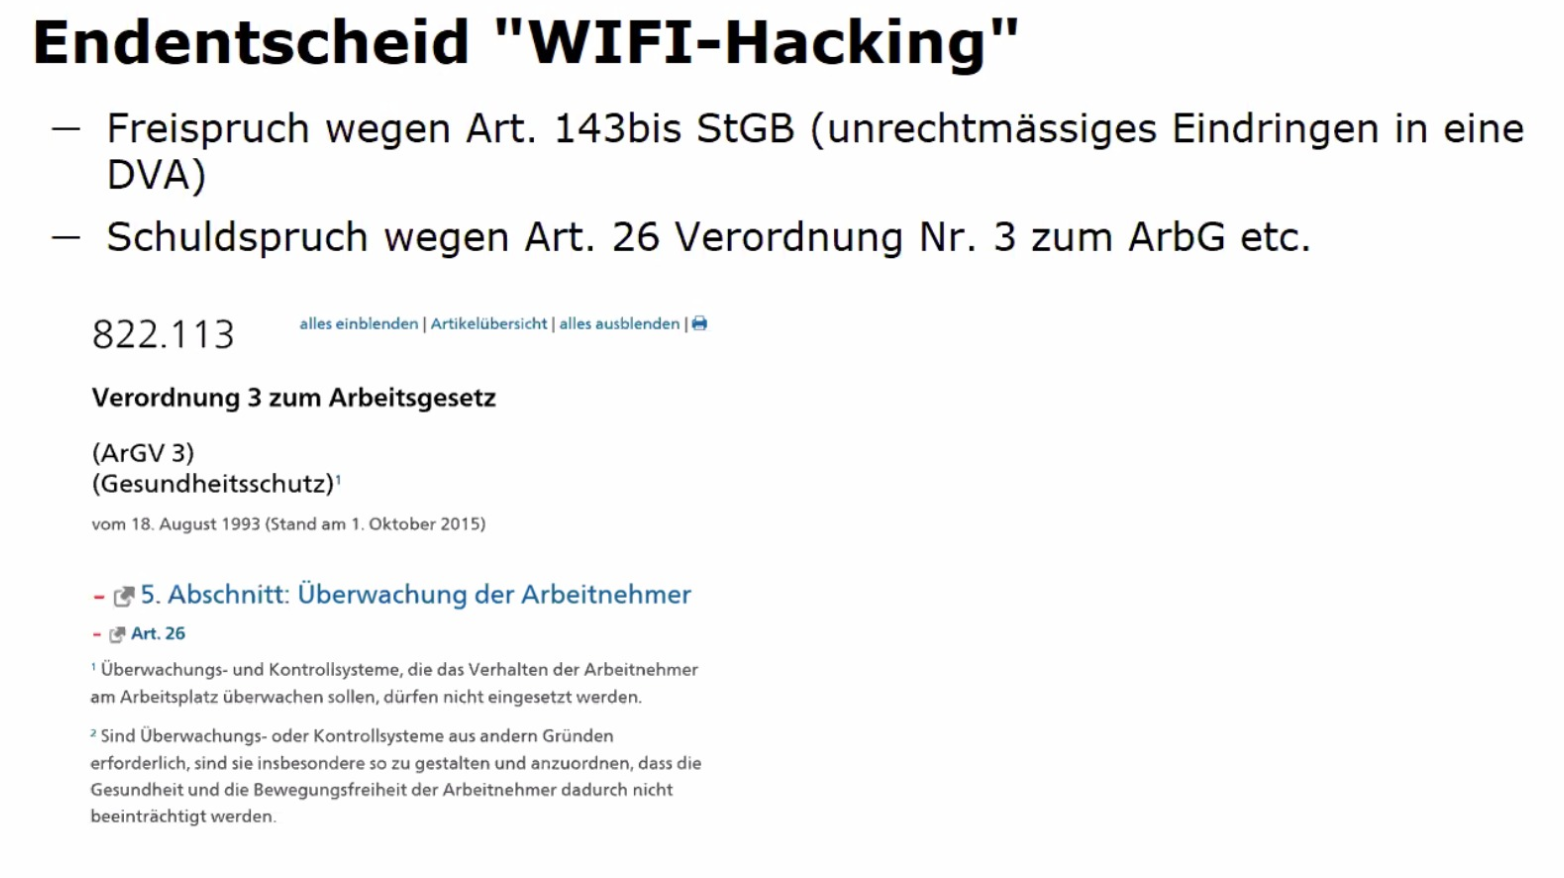 Endentscheid "WIFI-Hacking"
— Freispruch wegen Art. 143bis StGB (unrechtmässiges Eindringen in eine
DVA)
— Schuldspruch wegen Art. 26 Verordnung Nr. 3 zum ArbG etc.
822.113
alles einblenden | Artikelübersicht | alles ausblenden |
Verordnung 3 zum Arbeitsgesetz
(ArGV 3)
(Gesundheitsschutz)¹
vom 18. August 1993 (Stand am 1. Oktober 2015)
– 5. Abschnitt: Überwachung der Arbeitnehmer
– Art. 26
¹ Überwachungs- und Kontrollsysteme, die das Verhalten der Arbeitnehmer
am Arbeitsplatz überwachen sollen, dürfen nicht eingesetzt werden.
² Sind Überwachungs- oder Kontrollsysteme aus andern Gründen
erforderlich, sind sie insbesondere so zu gestalten und anzuordnen, dass die
Gesundheit und die Bewegungsfreiheit der Arbeitnehmer dadurch nicht
beeinträchtigt werden.